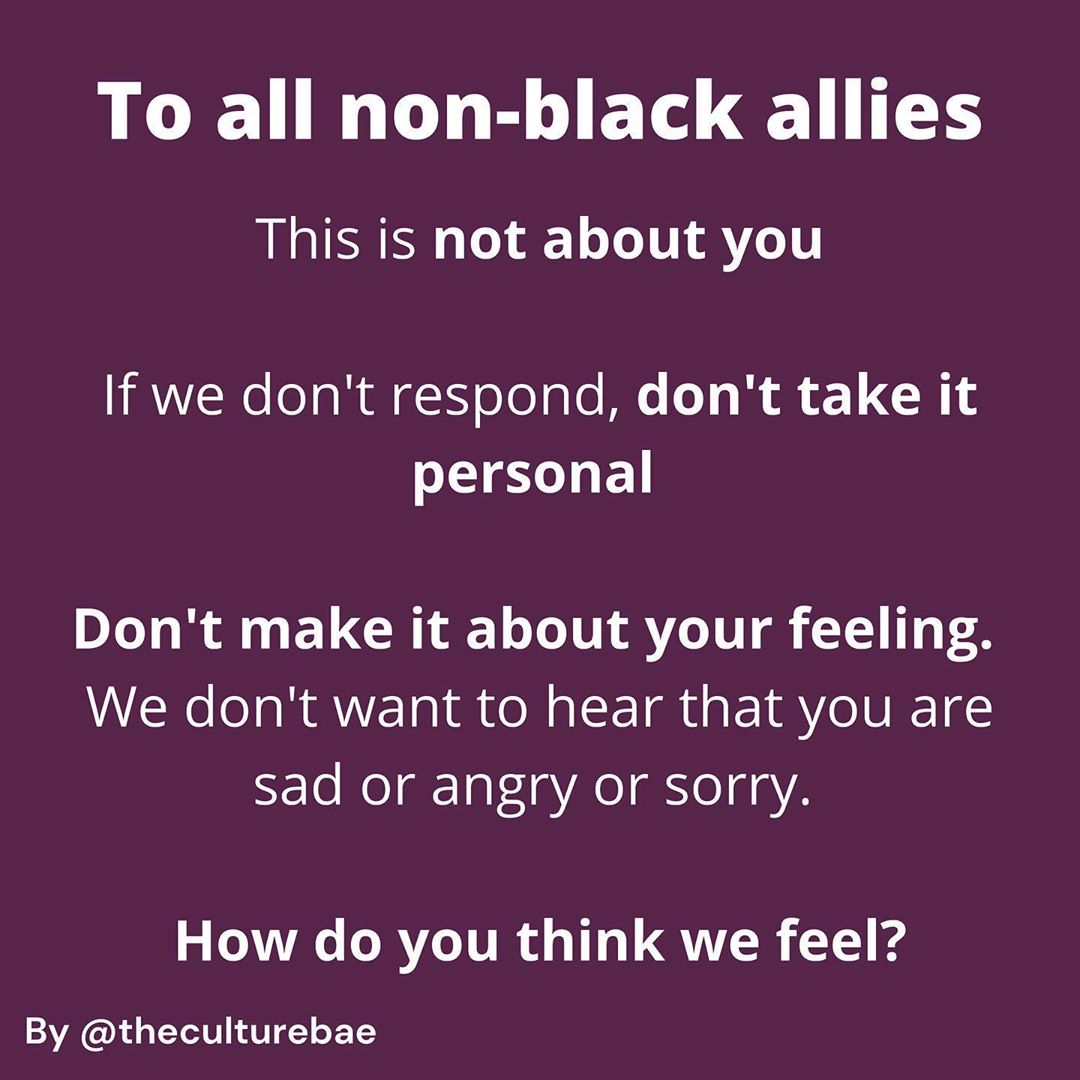 To all non-black allies
This is not about you
If we don't respond, don't take it
personal
Don't make it about your feeling.
We don't want to hear that you are
sad or angry or sorry.
How do you think we feel?
By @theculturebae